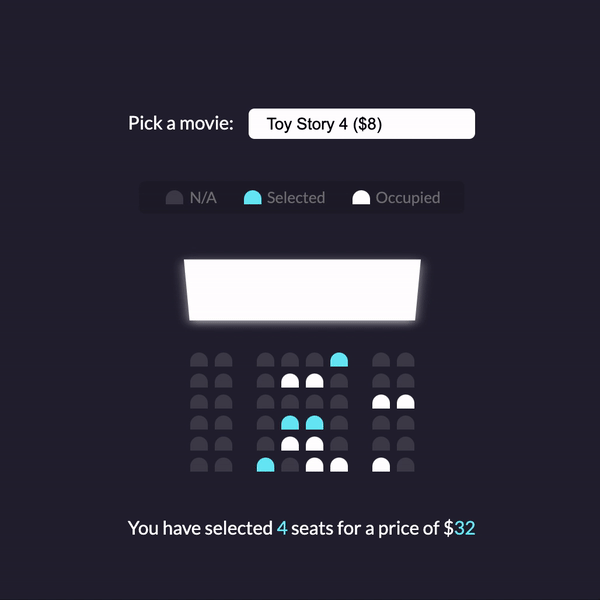 Pick a movie: Toy Story 4 ($8)
N/A Selected Occupied
You have selected 4 seats for a price of $32